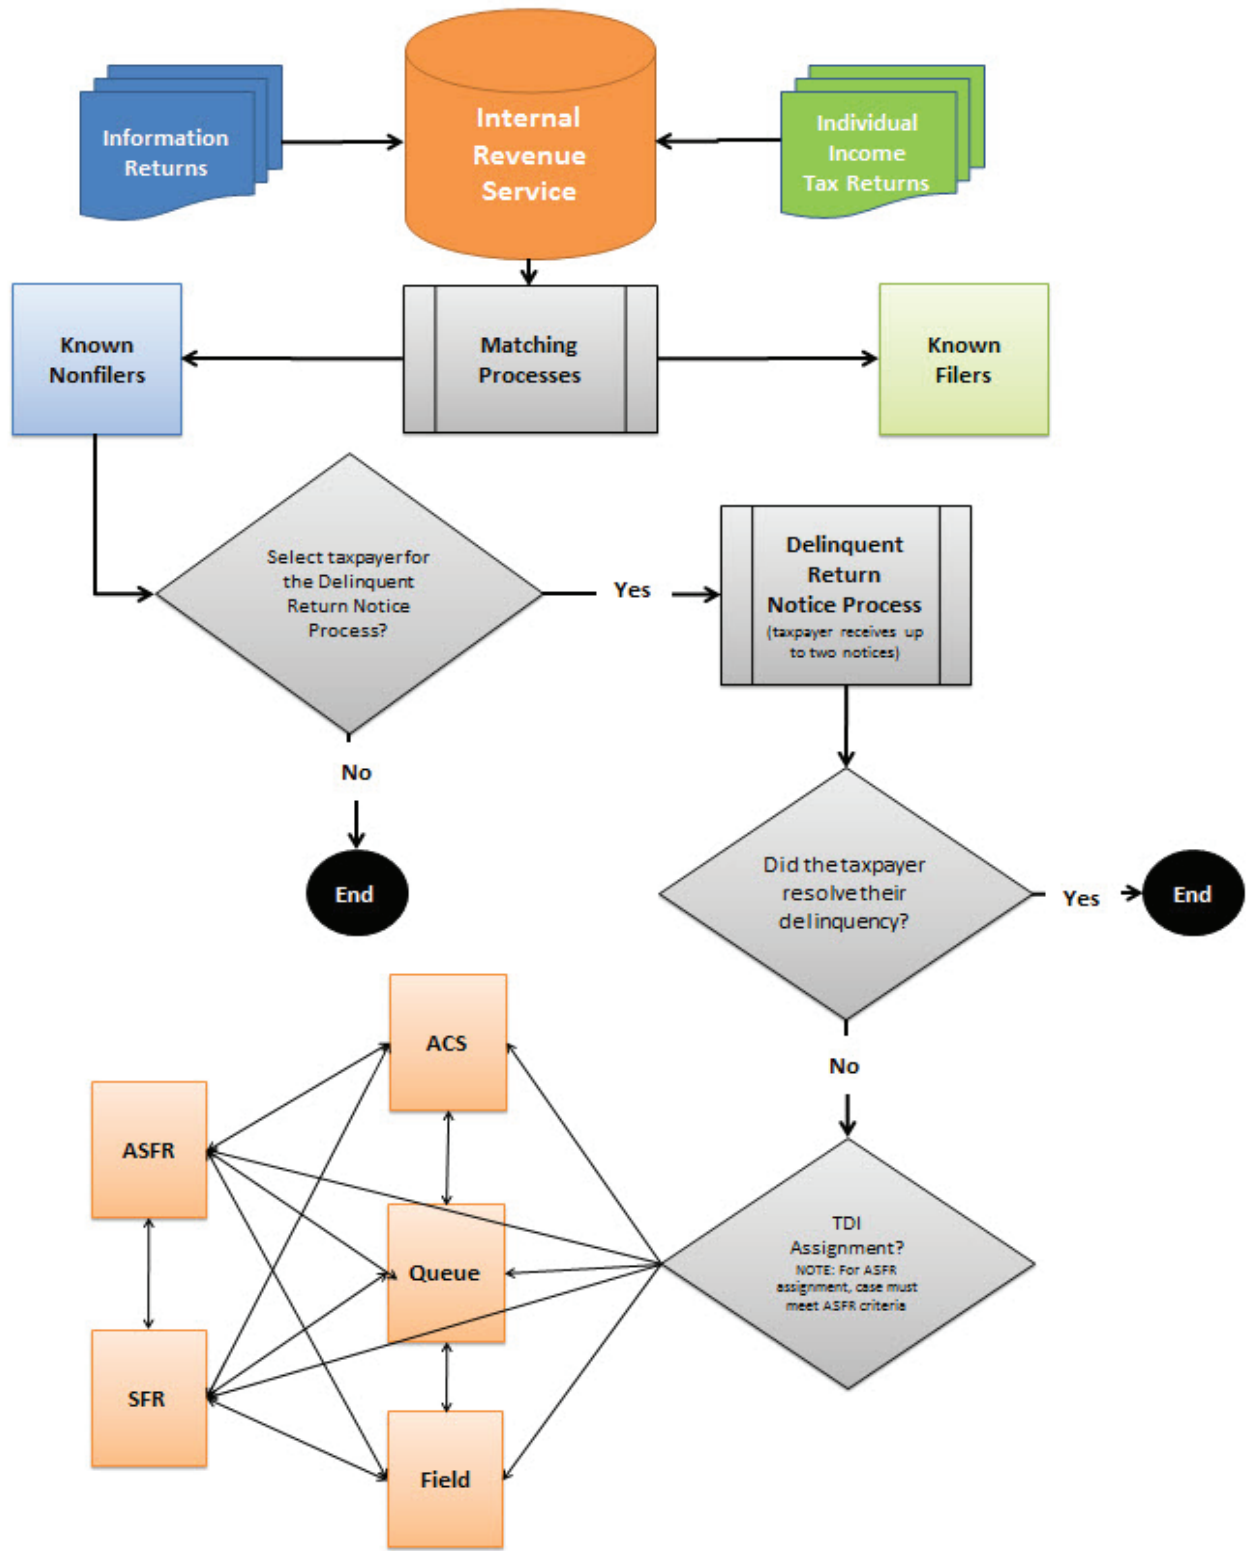 Information
Returns
Internal
Revenue
Service
Individual
Income
Tax Returns
Known
Nonfilers
Matching
Processes
Known
Filers
Select taxpayer for
the Delinquent
Return Notice
Process?
Yes
Delinquent
Return
Notice Process
(taxpayer receives up
to two notices)
No
End
Did the taxpayer
resolve their
delinquency?
Yes
End
No
ACS
ASFR
Queue
SFR
Field
TDI
Assignment?
NOTE: For ASFR
assignment, case must
meet ASFR criteria